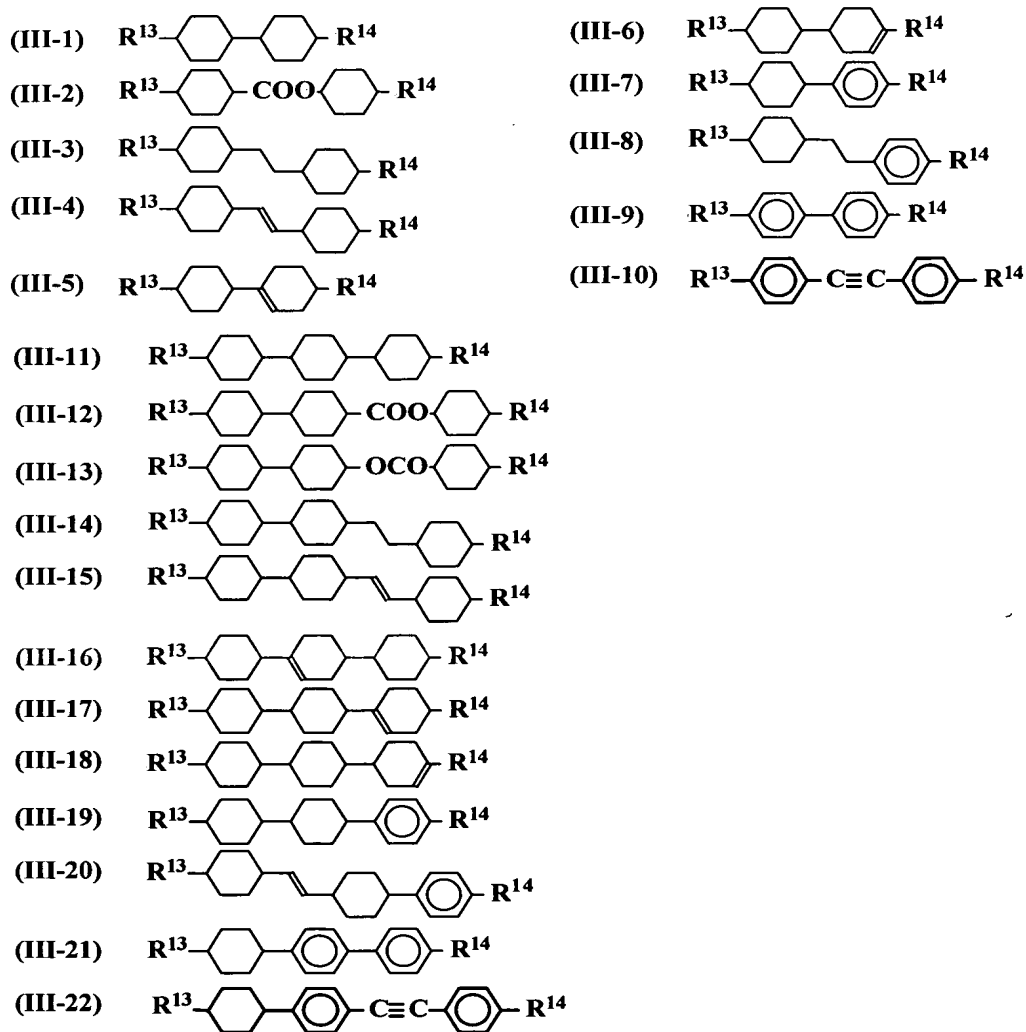 (III-1) R¹³ R¹⁴
(III-2) R¹³ COO R¹⁴
(III-3) R¹³ R¹⁴
(III-4) R¹³ R¹⁴
(III-5) R¹³ R¹⁴
(III-6) R¹³ R¹⁴
(III-7) R¹³ R¹⁴
(III-8) R¹³ R¹⁴
(III-9) R¹³ R¹⁴
(III-10) R¹³ C≡C R¹⁴
(III-11) R¹³ R¹⁴
(III-12) R¹³ COO R¹⁴
(III-13) R¹³ OCO R¹⁴
(III-14) R¹³ R¹⁴
(III-15) R¹³ R¹⁴
(III-16) R¹³ R¹⁴
(III-17) R¹³ R¹⁴
(III-18) R¹³ R¹⁴
(III-19) R¹³ R¹⁴
(III-20) R¹³ R¹⁴
(III-21) R¹³ R¹⁴
(III-22) R¹³ C≡C R¹⁴